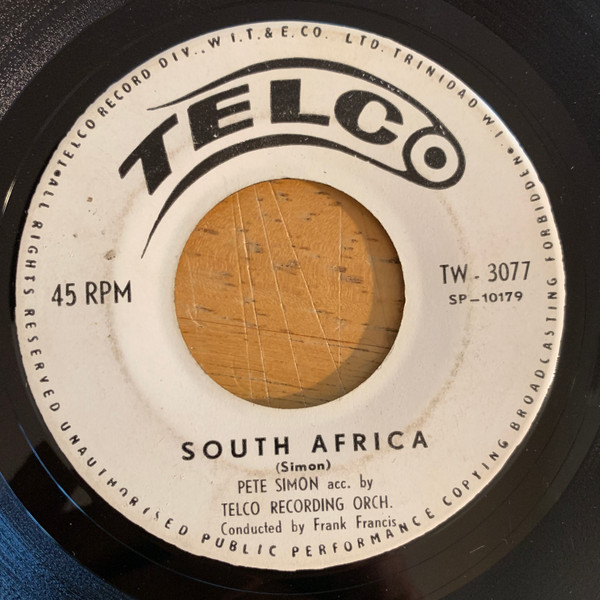 •TELCO RECORD DIV., W I.T. & E. CO. LTD. TRINIDAD W.I.•
TELCO
45 RPM
TW - 3077
SP-10179
SOUTH AFRICA
(Simon)
PETE SIMON acc. by
TELCO RECORDING ORCH.
Conducted by Frank Francis
ALL RIGHTS RESERVED UNAUTHORISED PUBLIC PERFORMANCE COPYING BROADCASTING FORBIDDEN